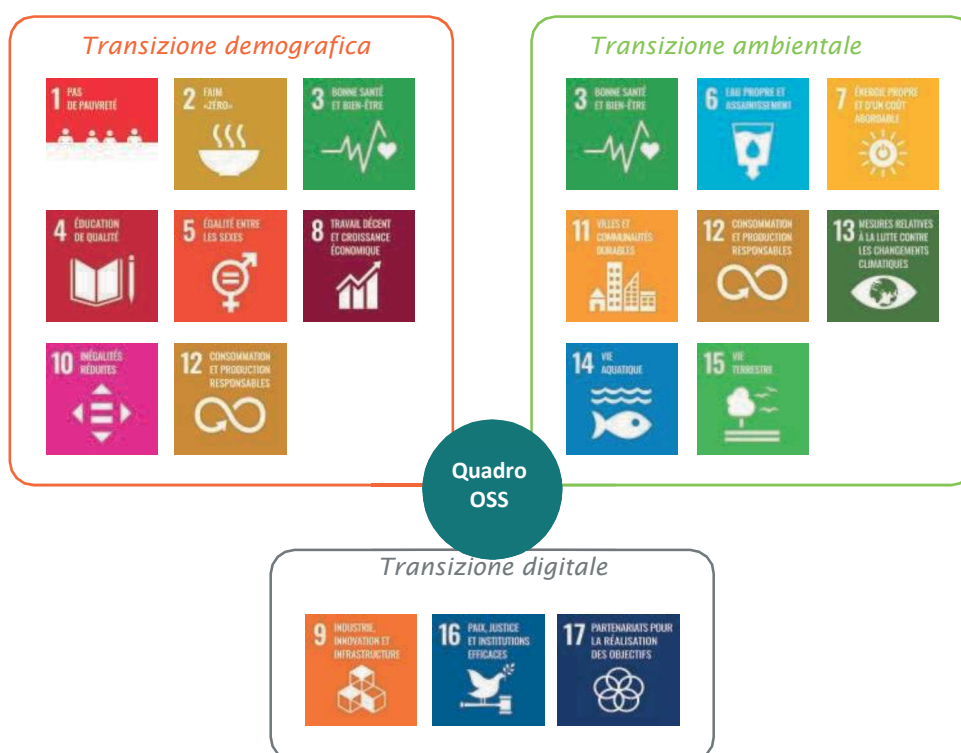 Transizione demografica
1 PAS
DE PAUVRETÉ
2 FAIM
«ZÉRO»
3 BONNE SANTÉ
ET BIEN-ÊTRE
4 ÉDUCATION
DE QUALITÉ
5 ÉGALITÉ ENTRE
LES SEXES
8 TRAVAIL DÉCENT
ET CROISSANCE
ÉCONOMIQUE
10 INÉGALITÉS
RÉDUITES
12 CONSOMMATION
ET PRODUCTION
RESPONSABLES
Transizione ambientale
3 BONNE SANTÉ
ET BIEN-ÊTRE
6 EAU PROPRE ET
ASSAINISSEMENT
7 ÉNERGIE PROPRE
ET D'UN COÛT
ABORDABLE
11 VILLES ET
COMMUNAUTÉS
DURABLES
12 CONSOMMATION
ET PRODUCTION
RESPONSABLES
13 MESURES RELATIVES
À LA LUTTE CONTRE
LES CHANGEMENTS
CLIMATIQUES
14 VIE
AQUATIQUE
15 VIE
TERRESTRE
Quadro
OSS
Transizione digitale
9 INDUSTRIE,
INNOVATION ET
INFRASTRUCTURE
16 PAIX, JUSTICE
ET INSTITUTIONS
EFFICACES
17 PARTENARIATS POUR
LA RÉALISATION
DES OBJECTIFS